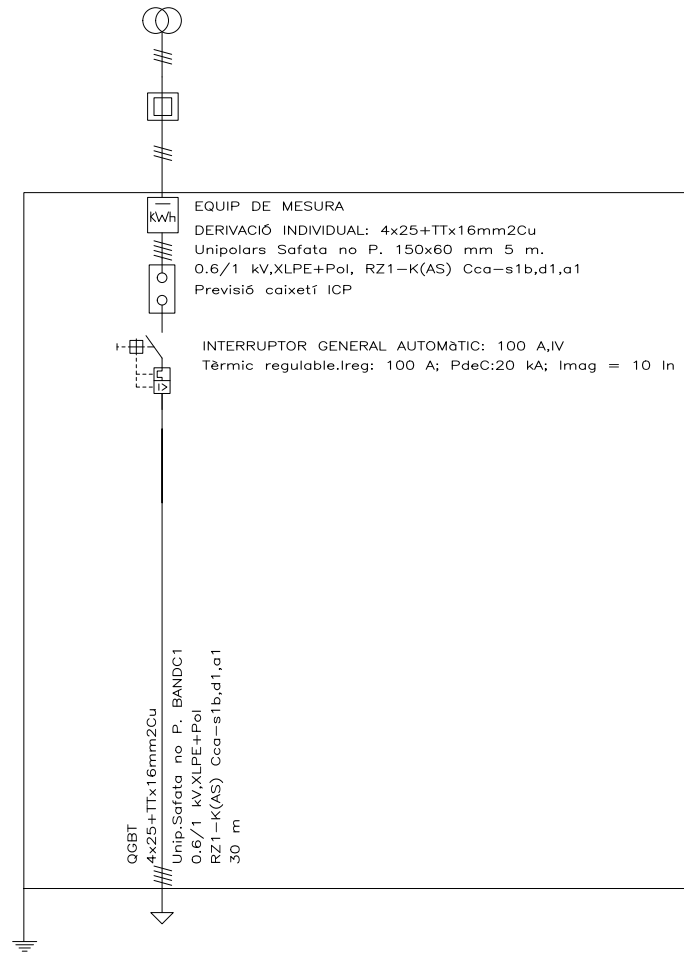 KWh
EQUIP DE MESURA
DERIVACIÓ INDIVIDUAL: 4x25+TTx16mm2Cu
Unipolars Safata no P. 150x60 mm 5 m.
0.6/1 kV,XLPE+Pol, RZ1-K(AS) Cca-s1b,d1,a1
Previsió caixetí ICP
INTERRUPTOR GENERAL AUTOMàTIC: 100 A,IV
Tèrmic regulable.Ireg: 100 A; PdeC:20 kA; Imag = 10 In
I>
QGBT
4x25+TTx16mm2Cu
Unip.Safata no P. BANDC1
0.6/1 kV,XLPE+Pol
RZ1-K(AS) Cca-s1b,d1,a1
30 m